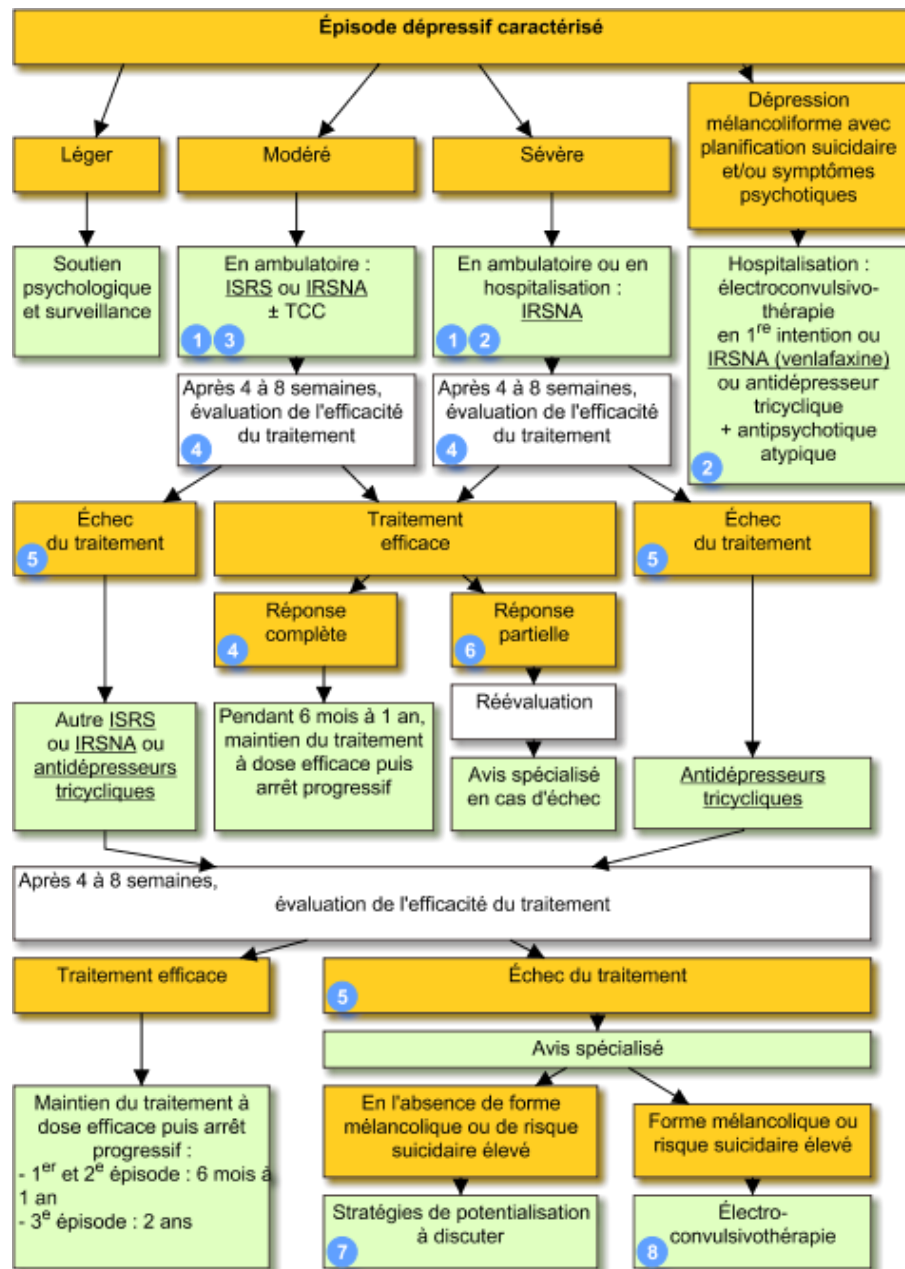 Épisode dépressif caractérisé
Léger
Modéré
Sévère
Dépression
mélancoliforme avec
planification suicidaire
et/ou symptômes
psychotiques
Soutien
psychologique
et surveillance
En ambulatoire :
ISRS ou IRSNA
± TCC
1 3
En ambulatoire ou en
hospitalisation :
IRSNA
1 2
Hospitalisation :
électroconvulsivo-
thérapie
en 1re intention ou
IRSNA (venlafaxine)
ou antidépresseur
tricyclique
+ antipsychotique
atypique
2
Après 4 à 8 semaines,
évaluation de l'efficacité
du traitement
4
Après 4 à 8 semaines,
évaluation de l'efficacité
du traitement
4
Échec
du traitement
5
Traitement
efficace
Échec
du traitement
5
Réponse
complète
4
Réponse
partielle
6
Réévaluation
Autre ISRS
ou IRSNA ou
antidépresseurs
tricycliques
Pendant 6 mois à 1 an,
maintien du traitement
à dose efficace puis
arrêt progressif
Avis spécialisé
en cas d'échec
Antidépresseurs
tricycliques
Après 4 à 8 semaines,
évaluation de l'efficacité du traitement
Traitement efficace
Échec du traitement
5
Avis spécialisé
Maintien du traitement à
dose efficace puis arrêt
progressif :
- 1er et 2e épisode : 6 mois à
1 an
- 3e épisode : 2 ans
En l'absence de forme
mélancolique ou de risque
suicidaire élevé
Forme mélancolique ou
risque suicidaire élevé
Stratégies de potentialisation
à discuter
7
Électro-
convulsivothérapie
8